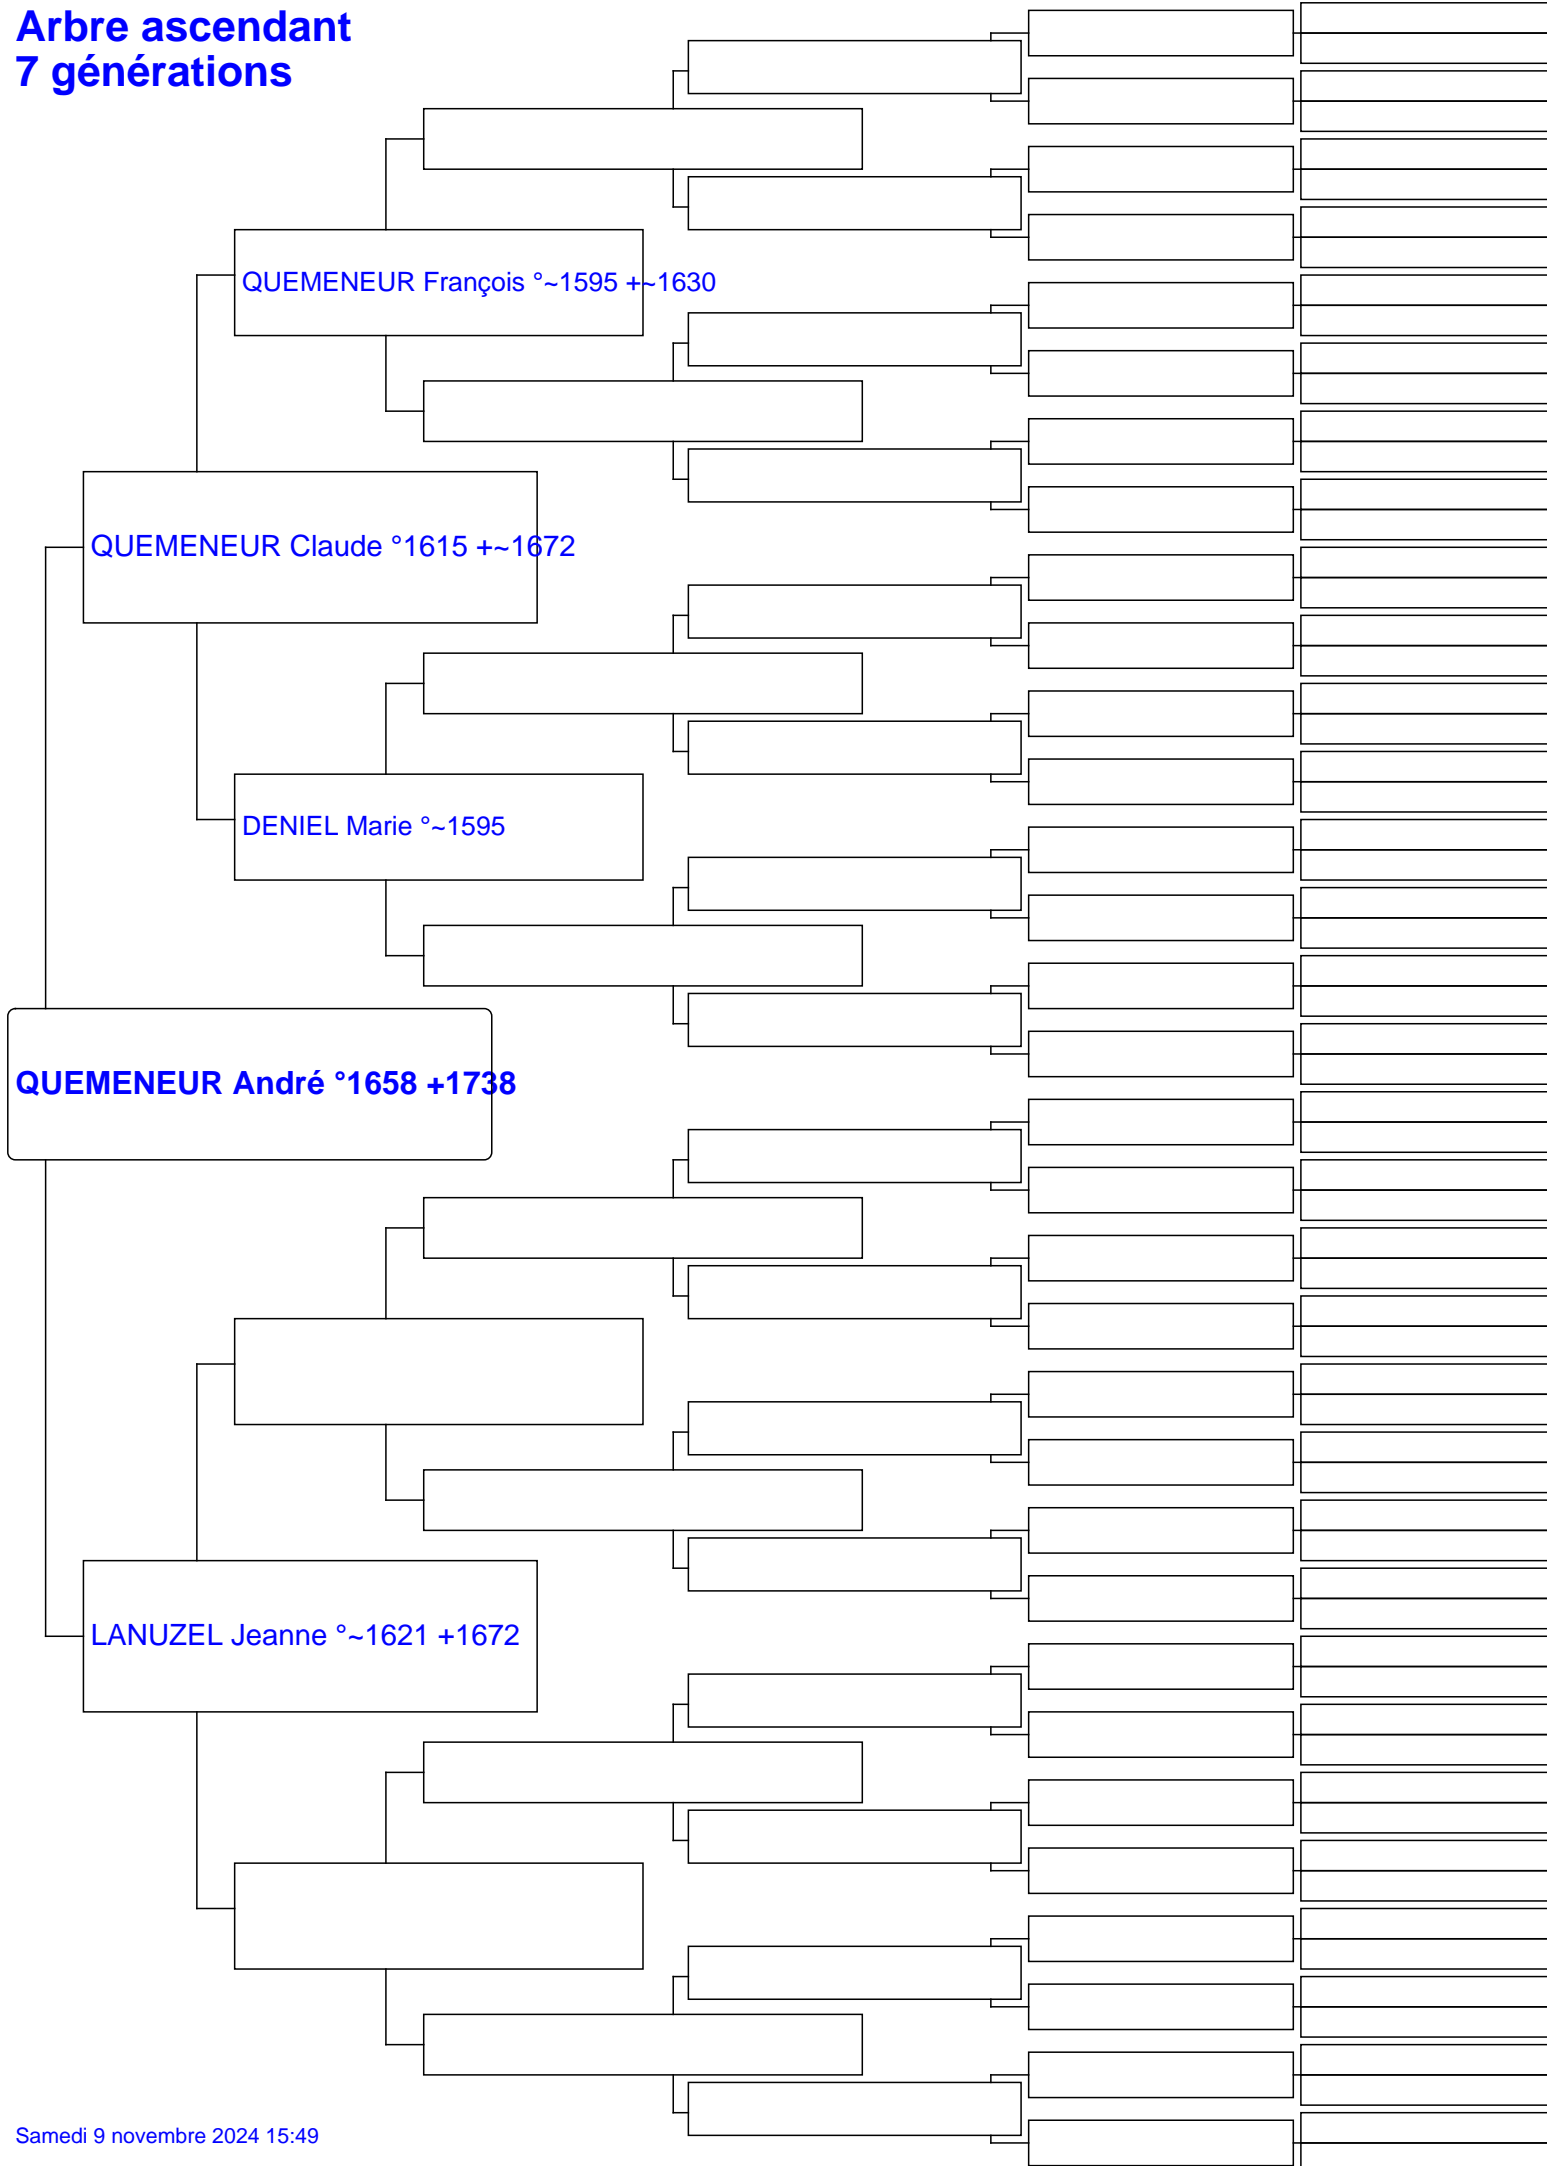 Arbre ascendant
7 générations
QUEMENEUR François °~1595 +~1630
QUEMENEUR Claude °1615 +~1672
DENIEL Marie °~1595
QUEMENEUR André °1658 +1738
LANUZEL Jeanne °~1621 +1672
Samedi 9 novembre 2024 15:49